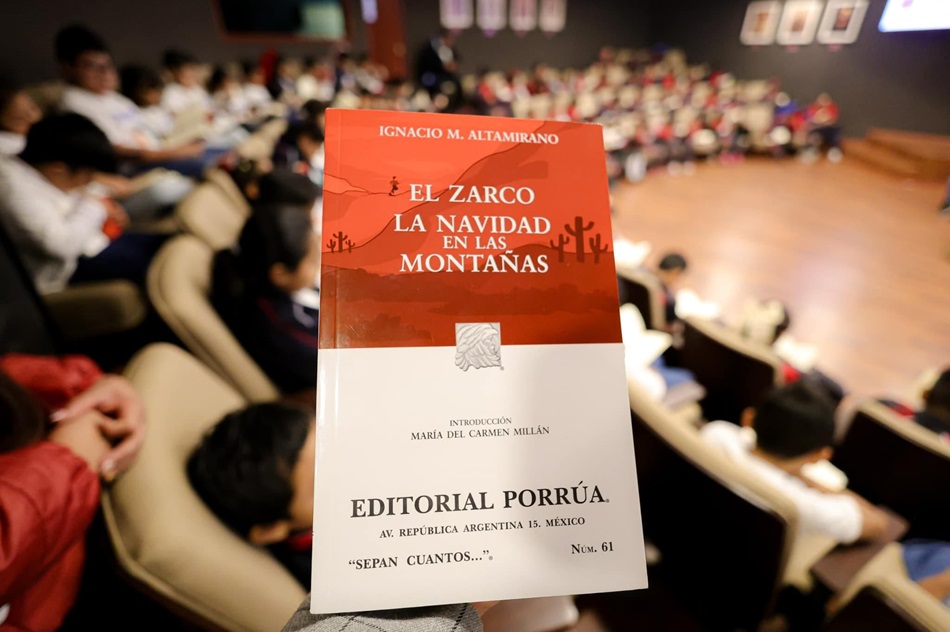 IGNACIO M. ALTAMIRANO
EL ZARCO
LA NAVIDAD
EN LAS
MONTAÑAS
INTRODUCCIÓN
MARÍA DEL CARMEN MILLÁN
EDITORIAL PORRÚA®
AV. REPÚBLICA ARGENTINA 15. MÉXICO
“SEPAN CUANTOS...”® NÚM. 61